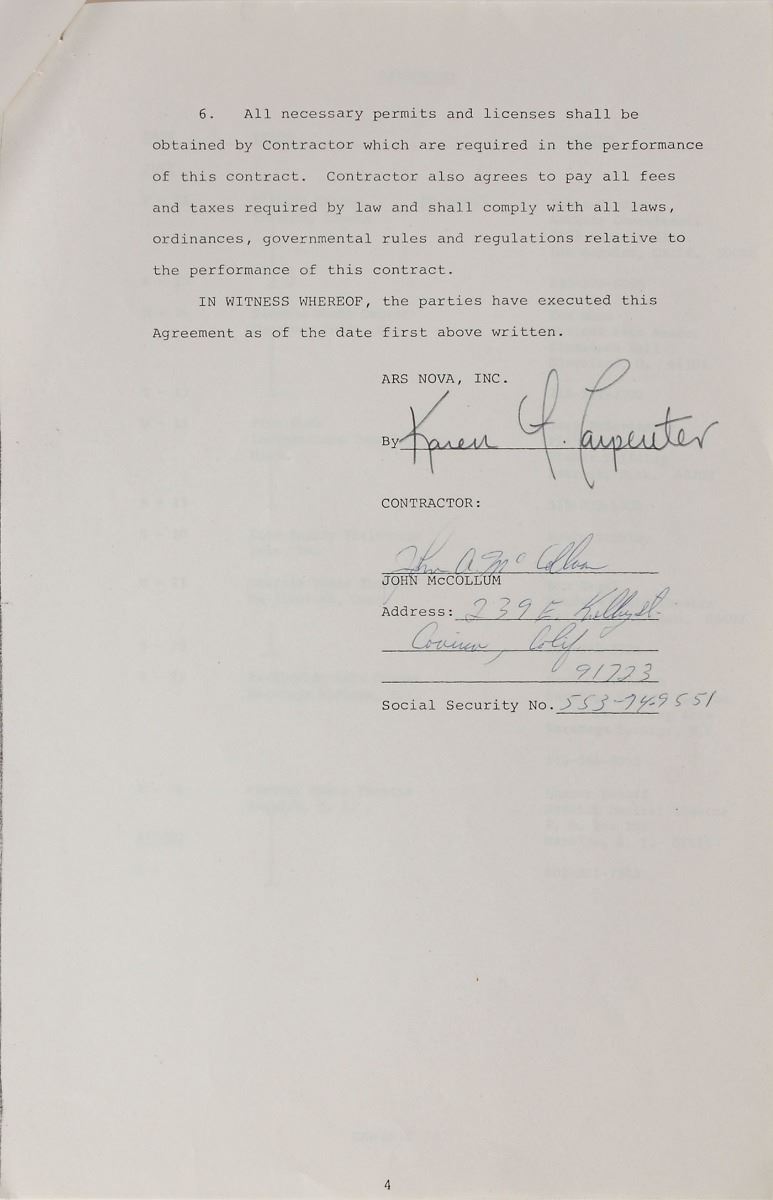 6. All necessary permits and licenses shall be
obtained by Contractor which are required in the performance
of this contract. Contractor also agrees to pay all fees
and taxes required by law and shall comply with all laws,
ordinances, governmental rules and regulations relative to
the performance of this contract.
IN WITNESS WHEREOF, the parties have executed this
Agreement as of the date first above written.
ARS NOVA, INC.
By Karen A. Carpenter
CONTRACTOR:
John A. McCollum
JOHN McCOLLUM
Address: 239 E.
Covina, Calif
91723
Social Security No.
4